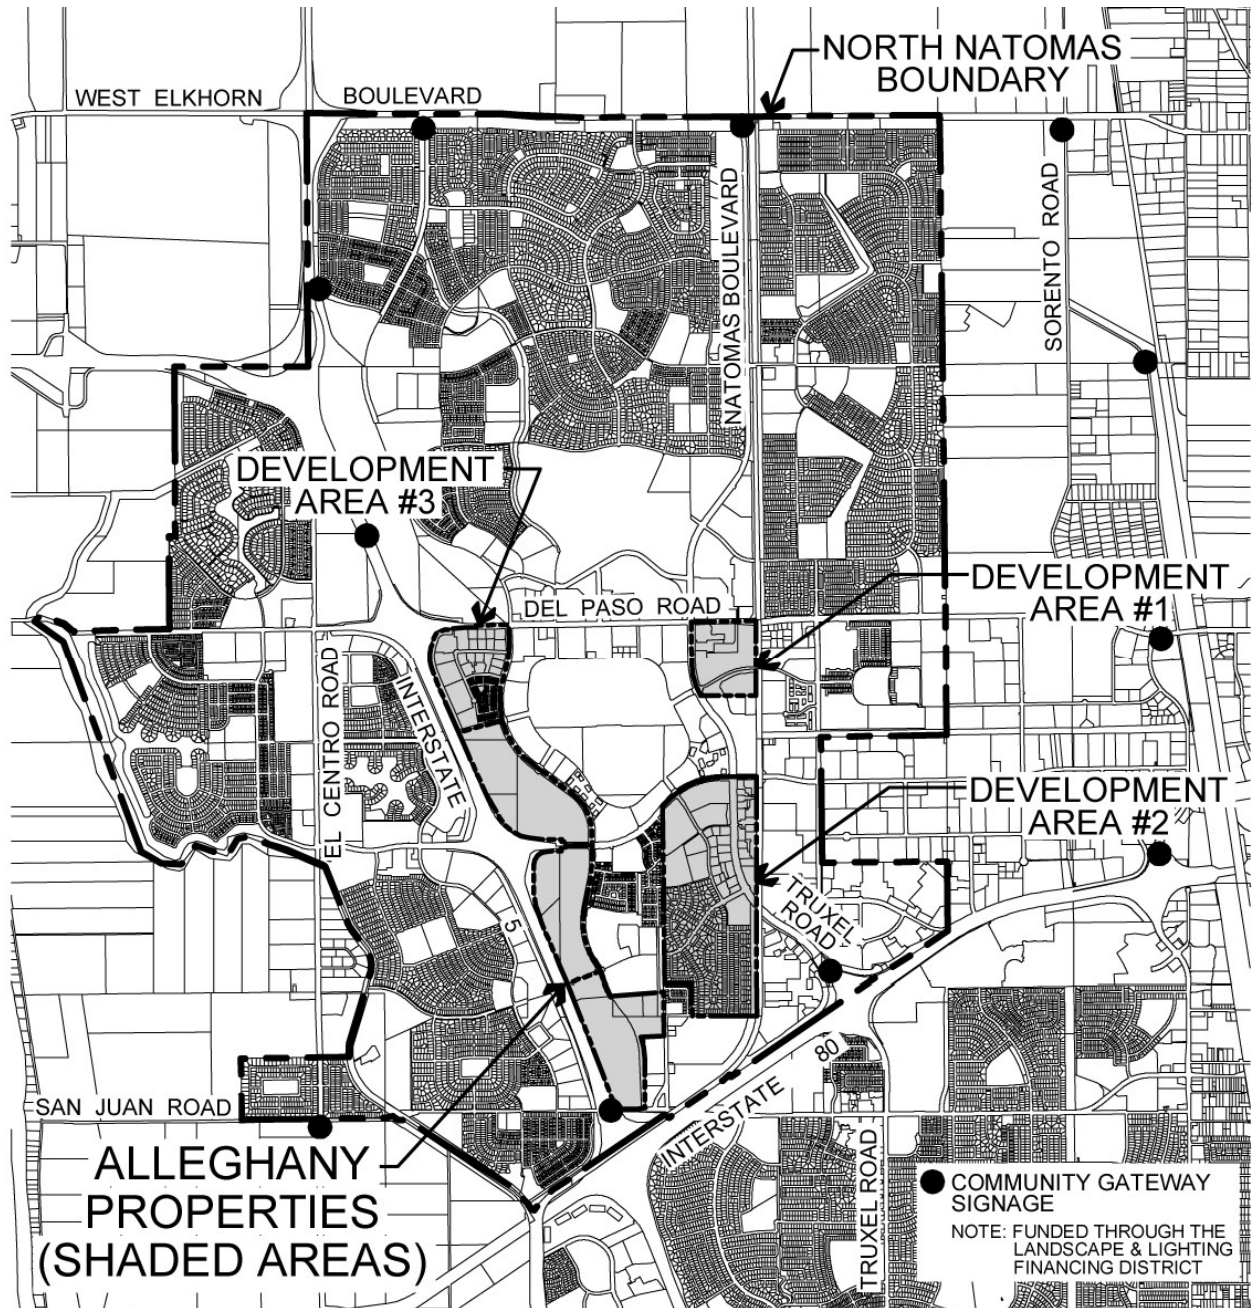 NORTH NATOMAS
BOUNDARY
WEST ELKHORN BOULEVARD
NATOMAS BOULEVARD
SORENTO ROAD
DEVELOPMENT
AREA #3
DEVELOPMENT
AREA #1
DEL PASO ROAD
EL CENTRO ROAD
INTERSTATE
5
DEVELOPMENT
AREA #2
TRUXEL
ROAD
INTERSTATE 80
SAN JUAN ROAD
TRUXEL ROAD
ALLEGHANY
PROPERTIES
(SHADED AREAS)
COMMUNITY GATEWAY
SIGNAGE
NOTE: FUNDED THROUGH THE
LANDSCAPE & LIGHTING
FINANCING DISTRICT